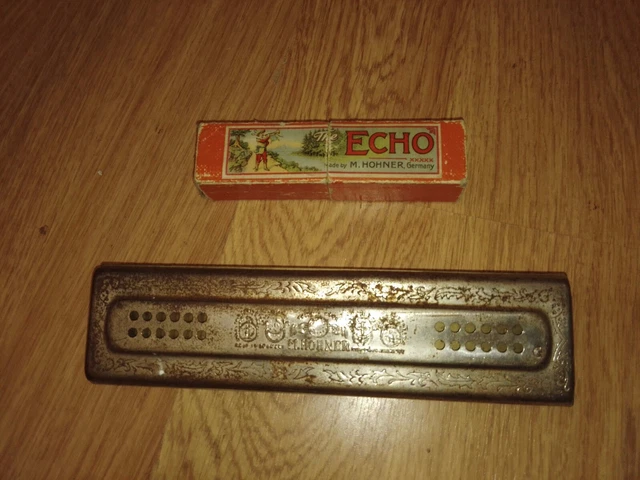 ECHO
made by M. HOHNER, Germany
M.HOHNER